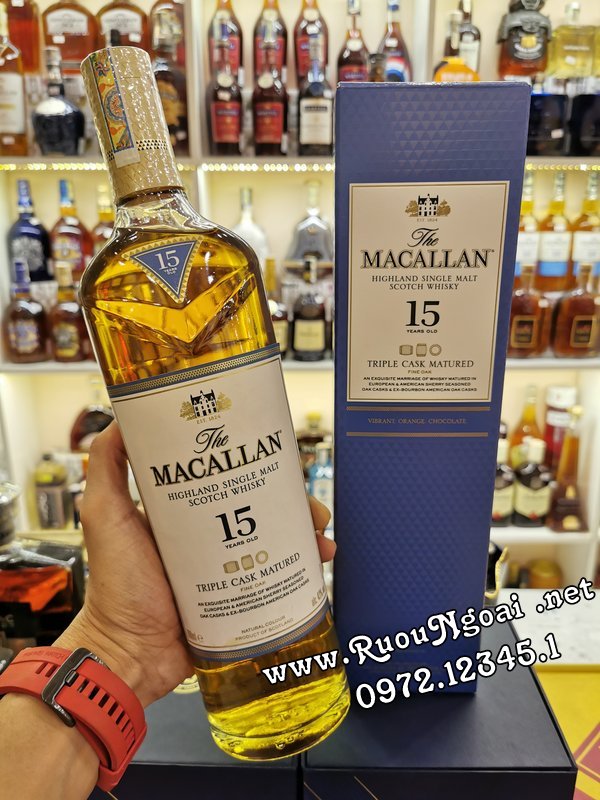 15
YEARS OLD
EST. 1824
The
MACALLAN
HIGHLAND SINGLE MALT
SCOTCH WHISKY
15
YEARS OLD
TRIPLE CASK MATURED
FINE OAK
AN EXQUISITE MARRIAGE OF WHISKY MATURED IN
EUROPEAN & AMERICAN SHERRY SEASONED
OAK CASKS & EX-BOURBON AMERICAN OAK CASKS
NATURAL COLOUR
PRODUCT OF SCOTLAND
EST. 1824
The
MACALLAN
HIGHLAND SINGLE MALT
SCOTCH WHISKY
15
YEARS OLD
TRIPLE CASK MATURED
FINE OAK
AN EXQUISITE MARRIAGE OF WHISKY MATURED IN
EUROPEAN & AMERICAN SHERRY SEASONED
OAK CASKS & EX-BOURBON AMERICAN OAK CASKS
VIBRANT ORANGE CHOCOLATE
www.RuouNgoai.net
0972.12345.1